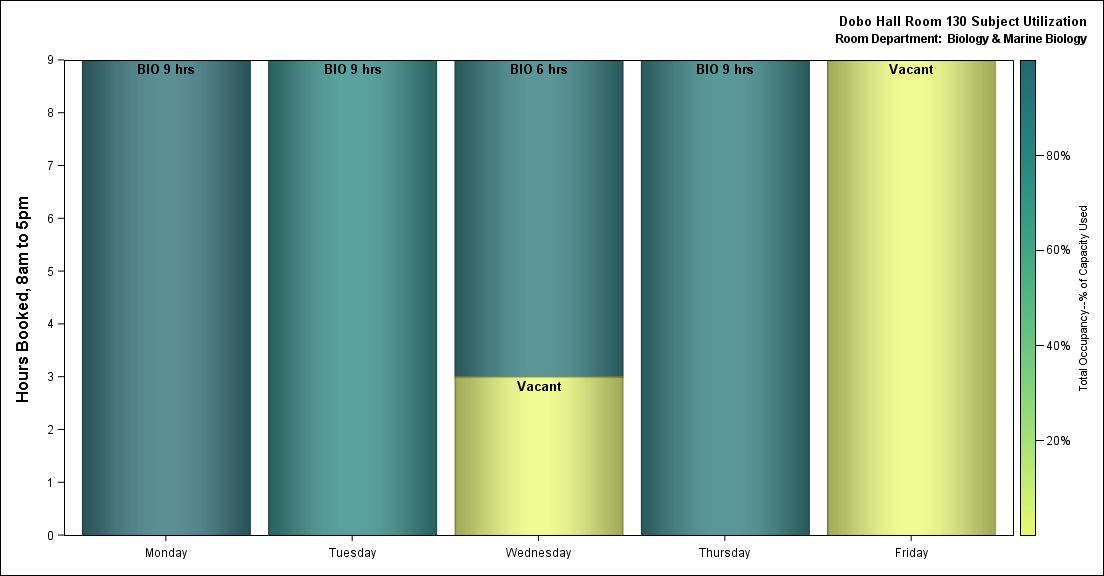 Dobo Hall Room 130 Subject Utilization
Room Department: Biology & Marine Biology
Hours Booked, 8am to 5pm
9
8
7
6
5
4
3
2
1
0
BIO 9 hrs
BIO 9 hrs
BIO 6 hrs
BIO 9 hrs
Vacant
Vacant
Monday
Tuesday
Wednesday
Thursday
Friday
80%
60%
40%
20%
Total Occupancy--% of Capacity Used